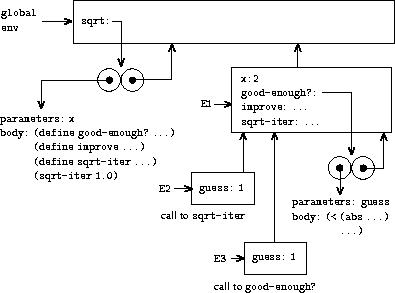 global
env
sqrt:
x:2
good-enough?:
improve: ...
sqrt-iter: ...
E1
parameters: x
body: (define good-enough? ...)
(define improve ...)
(define sqrt-iter ...)
(sqrt-iter 1.0)
E2
guess: 1
call to sqrt-iter
parameters: guess
body: (< (abs ...)
...)
E3
guess: 1
call to good-enough?